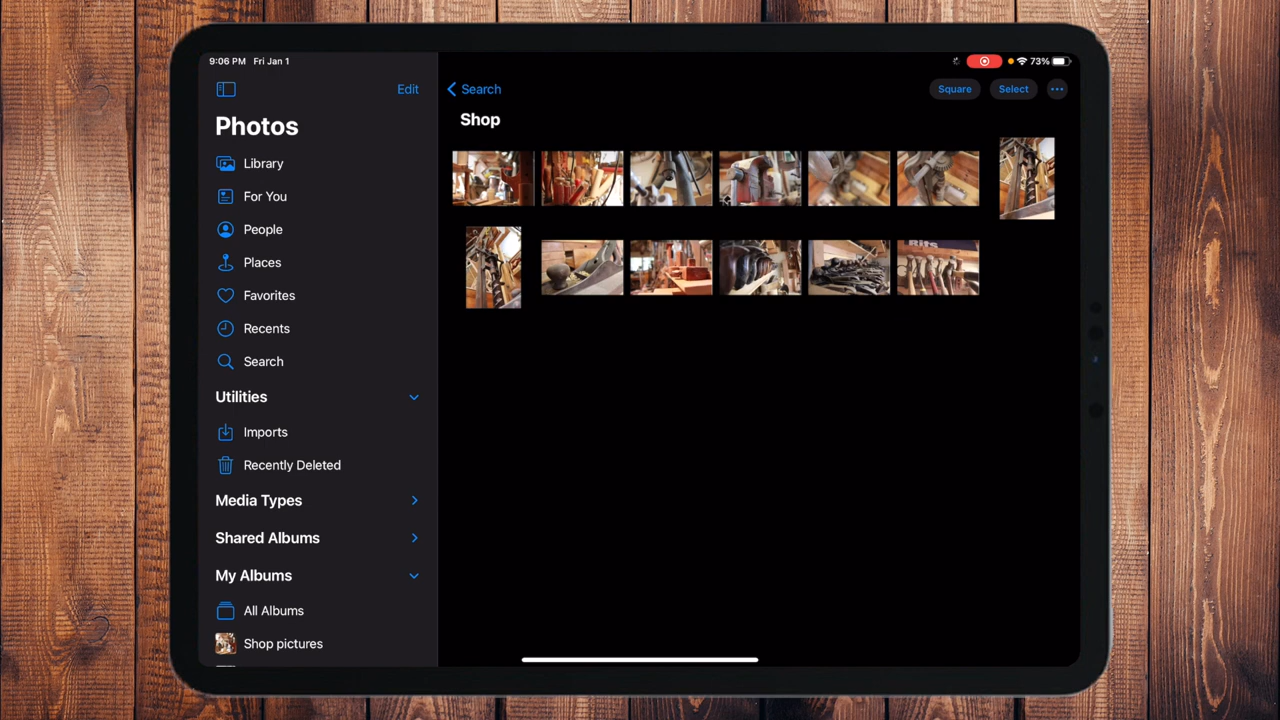 9:06 PM Fri Jan 1
73%
Edit
Photos
Library
For You
People
Places
Favorites
Recents
Search
Utilities
Imports
Recently Deleted
Media Types
Shared Albums
My Albums
All Albums
Shop pictures
Search
Square
Select
Shop
Bits